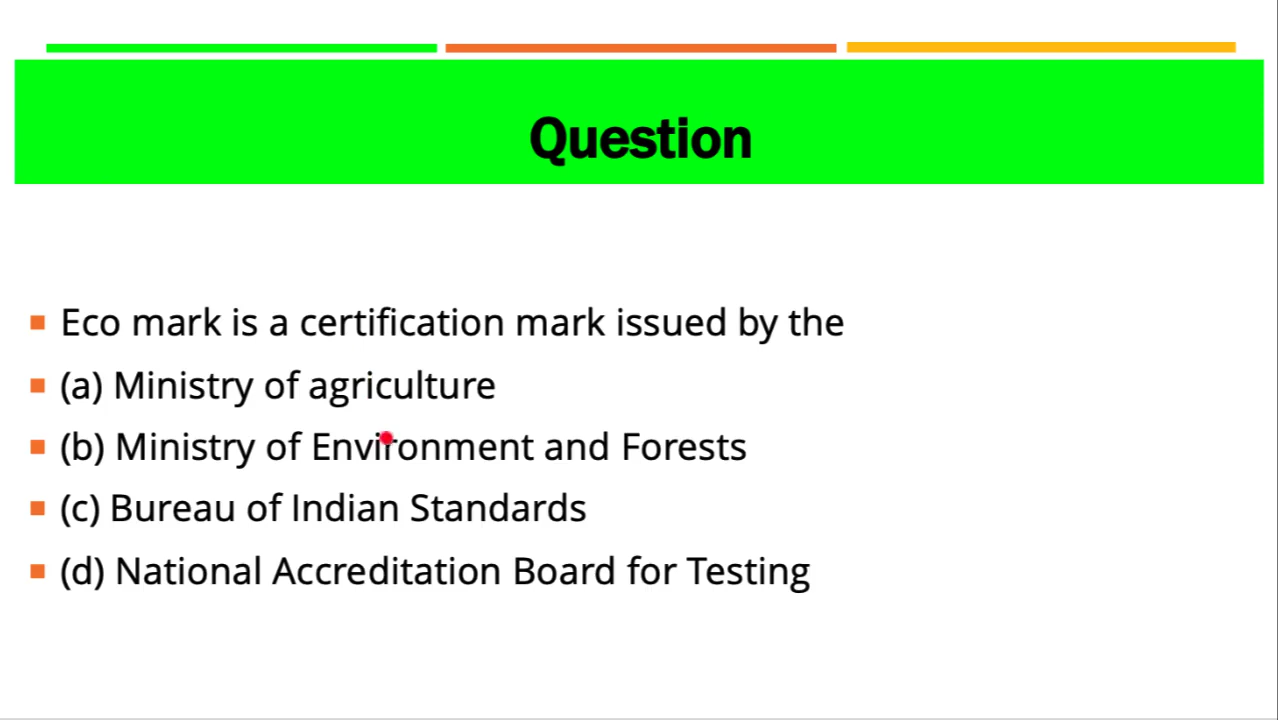 Question
Eco mark is a certification mark issued by the
(a) Ministry of agriculture
(b) Ministry of Environment and Forests
(c) Bureau of Indian Standards
(d) National Accreditation Board for Testing